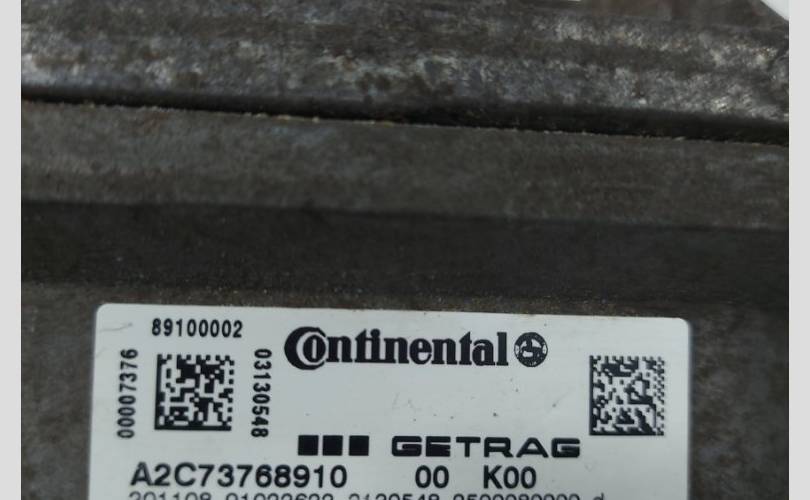 89100002
00007376
03130548
Continental
GETRAG
A2C73768910 00 K00